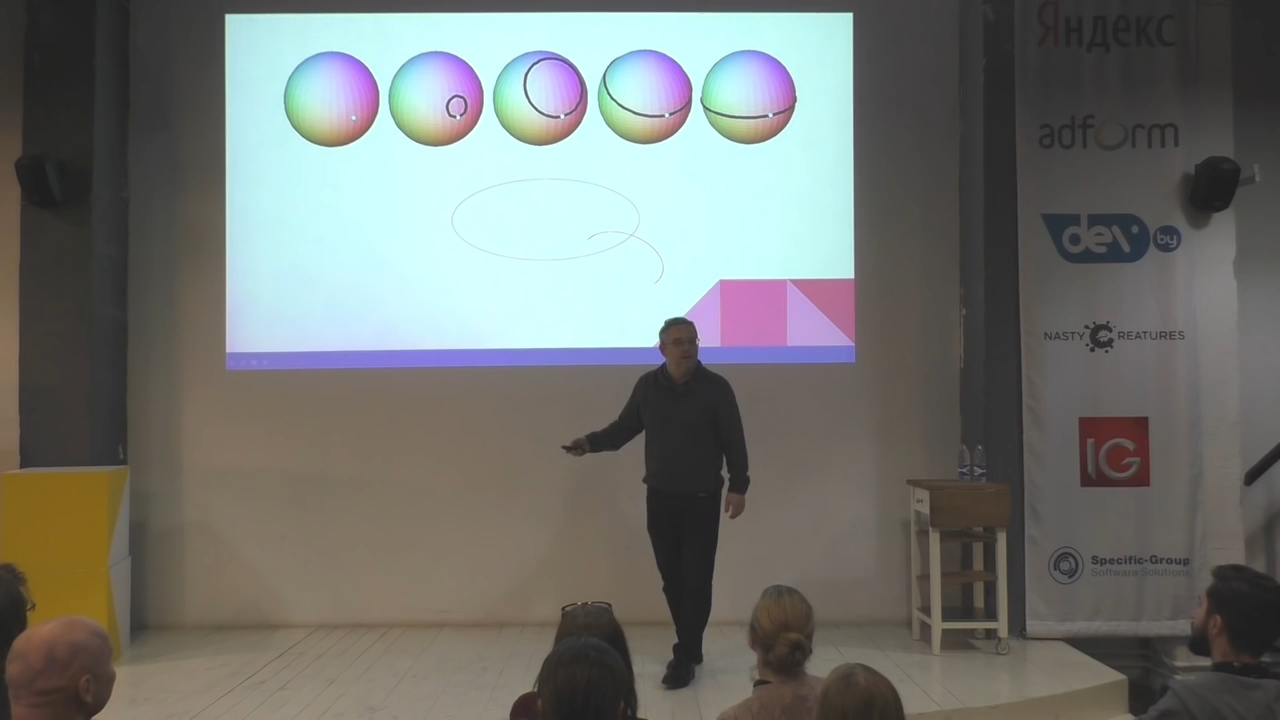 Яндекс
adform
dev by
NASTY CREATURES
IG
Specific-Group
Software Solutions